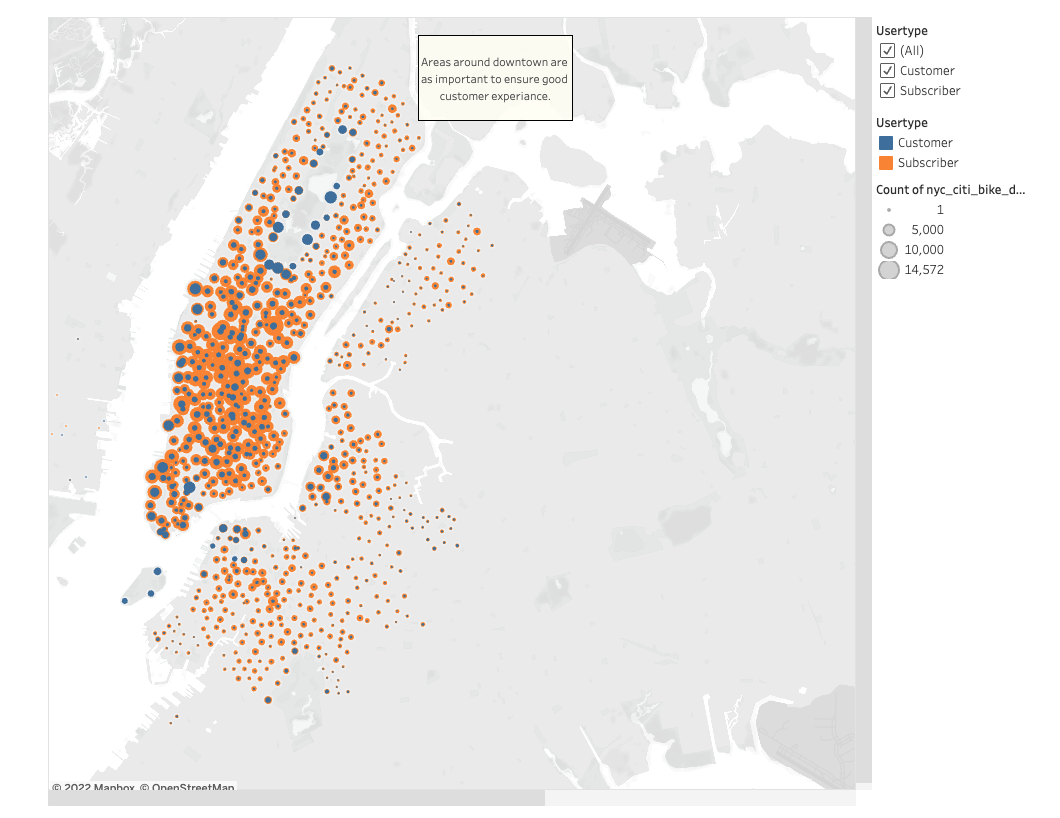 Areas around downtown are
as important to ensure good
customer experiance.
Usertype
(All)
Customer
Subscriber
Usertype
Customer
Subscriber
Count of nyc_citi_bike_d...
1
5,000
10,000
14,572
© 2022 Mapbox © OpenStreetMap